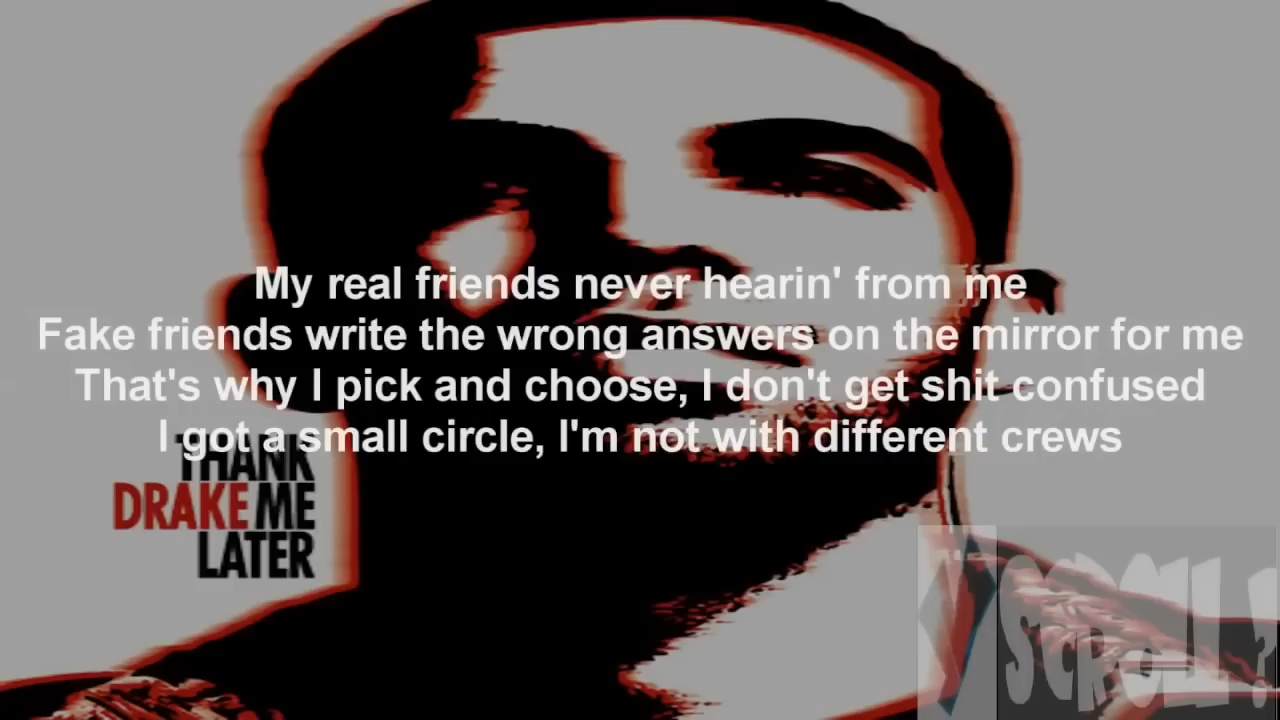 My real friends never hearin' from me
Fake friends write the wrong answers on the mirror for me
That's why I pick and choose, I don't get shit confused
I got a small circle, I'm not with different crews
THANK
DRAKE ME
LATER
SCROLL
SCROLL?